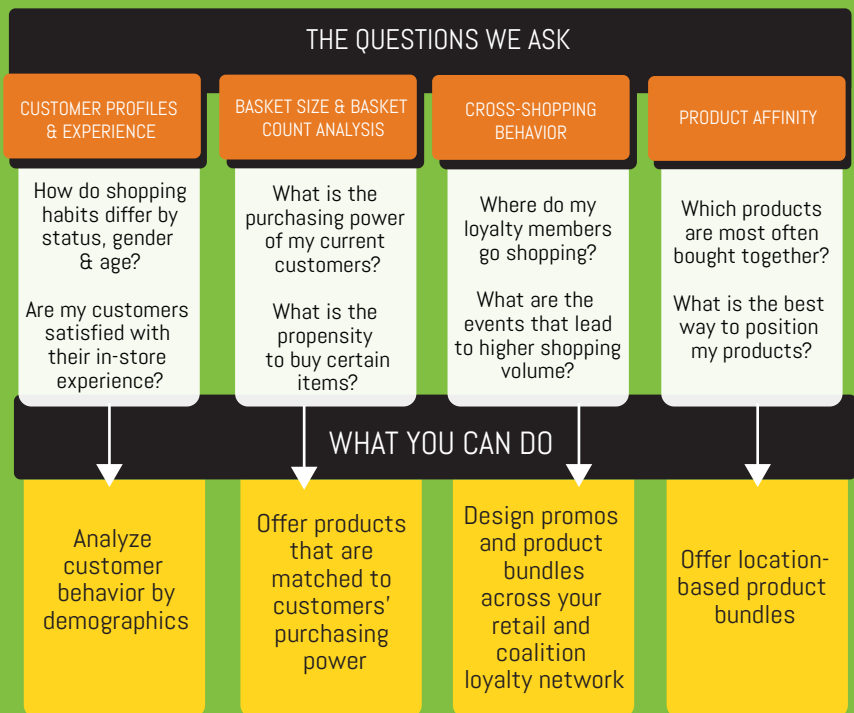 THE QUESTIONS WE ASK
CUSTOMER PROFILES
& EXPERIENCE
BASKET SIZE & BASKET
COUNT ANALYSIS
CROSS-SHOPPING
BEHAVIOR
PRODUCT AFFINITY
How do shopping
habits differ by
status, gender
& age?
Are my customers
satisfied with
their in-store
experience?
What is the
purchasing power
of my current
customers?
What is the
propensity
to buy certain
items?
Where do my
loyalty members
go shopping?
What are the
events that lead
to higher shopping
volume?
Which products
are most often
bought together?
What is the best
way to position
my products?
WHAT YOU CAN DO
Analyze
customer
behavior by
demographics
Offer products
that are
matched to
customers'
purchasing
power
Design promos
and product
bundles
across your
retail and
coalition
loyalty network
Offer location-
based product
bundles